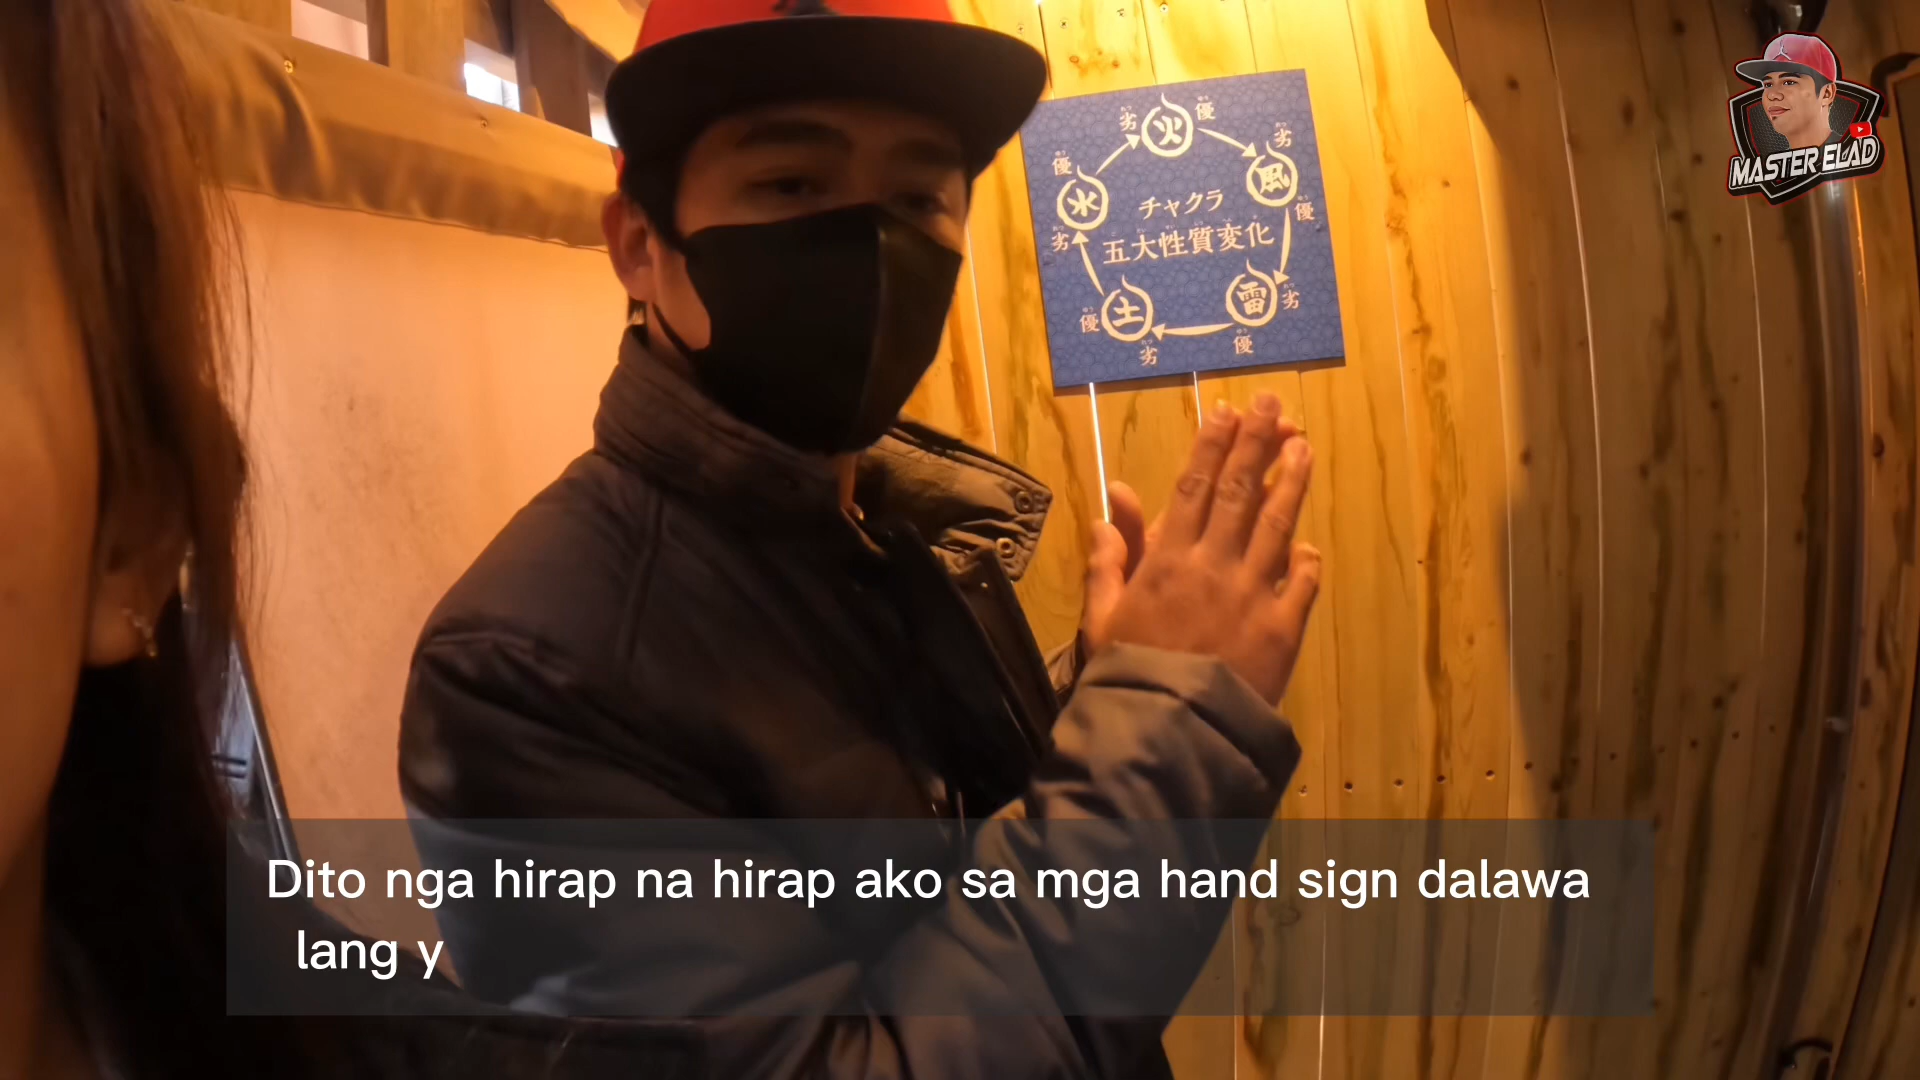 MASTER ELAD
優 劣 火 優 劣
水 風
劣 チャクラ 優
五大性質変化
優 土 雷 劣
劣 優
Dito nga hirap na hirap ako sa mga hand sign dalawa
lang y